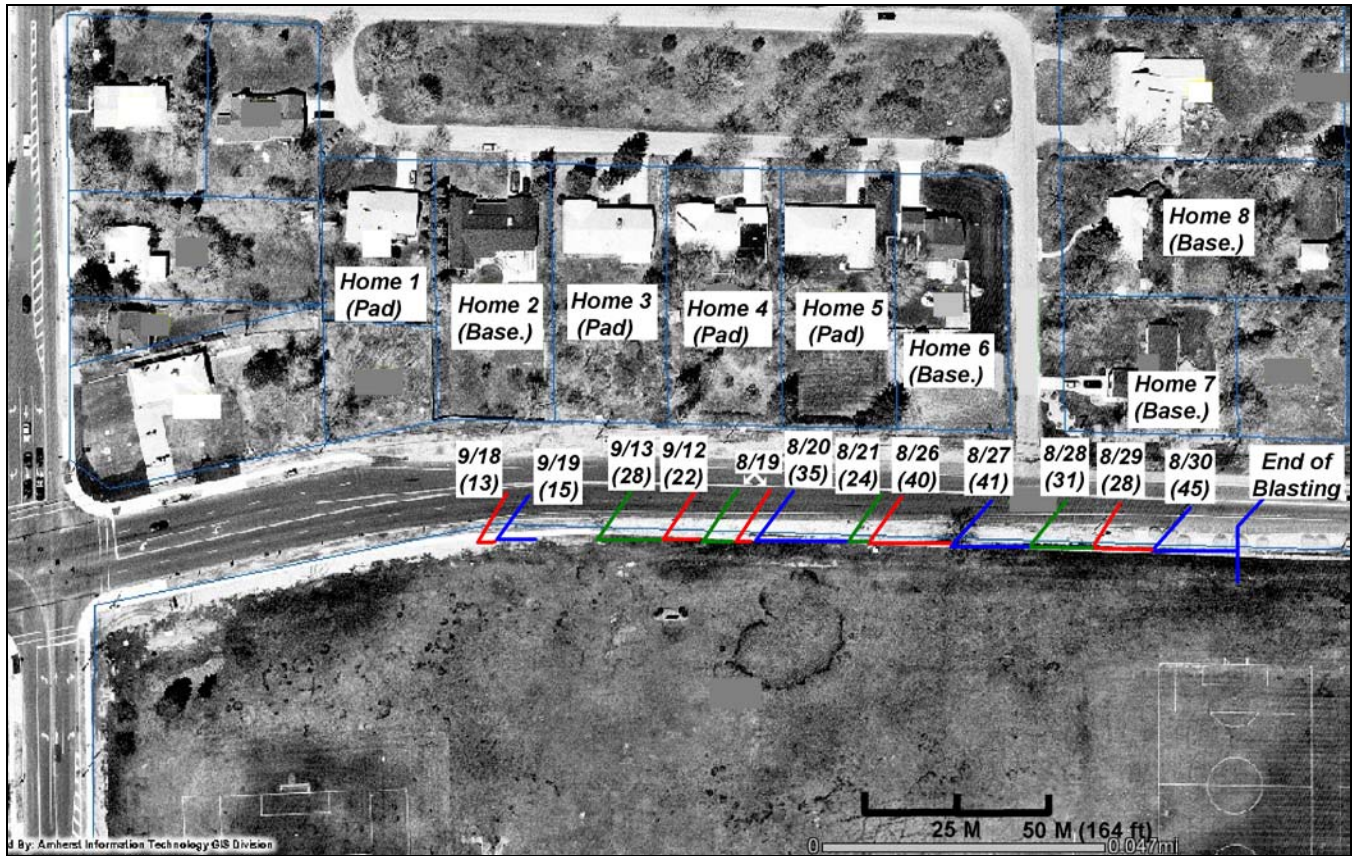 Home 1
(Pad)
Home 2
(Base.)
Home 3
(Pad)
Home 4
(Pad)
Home 5
(Pad)
Home 6
(Base.)
Home 7
(Base.)
Home 8
(Base.)
9/18
(13)
9/19
(15)
9/13
(28)
9/12
(22)
8/19
8/20
(35)
8/21
(24)
8/26
(40)
8/27
(41)
8/28
(31)
8/29
(28)
8/30
(45)
End of
Blasting
25 M 50 M (164 ft)
0 0.047mi
d By: Amherst Information Technology GIS Division